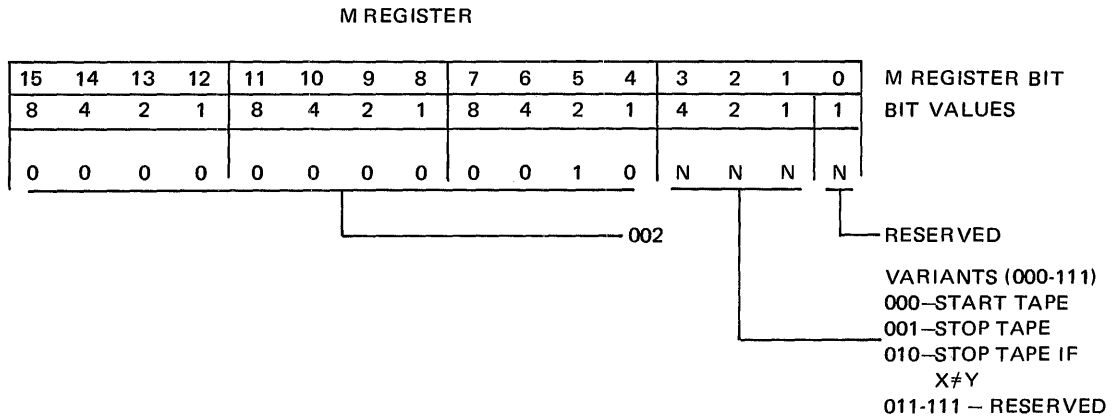 M REGISTER
15 14 13 12 11 10 9 8 7 6 5 4 3 2 1 0 M REGISTER BIT
8 4 2 1 8 4 2 1 8 4 2 1 4 2 1 1 BIT VALUES
0 0 0 0 0 0 0 0 0 0 1 0 N N N N
002
RESERVED
VARIANTS (000-111)
000—START TAPE
001—STOP TAPE
010—STOP TAPE IF
X≠Y
011-111 — RESERVED